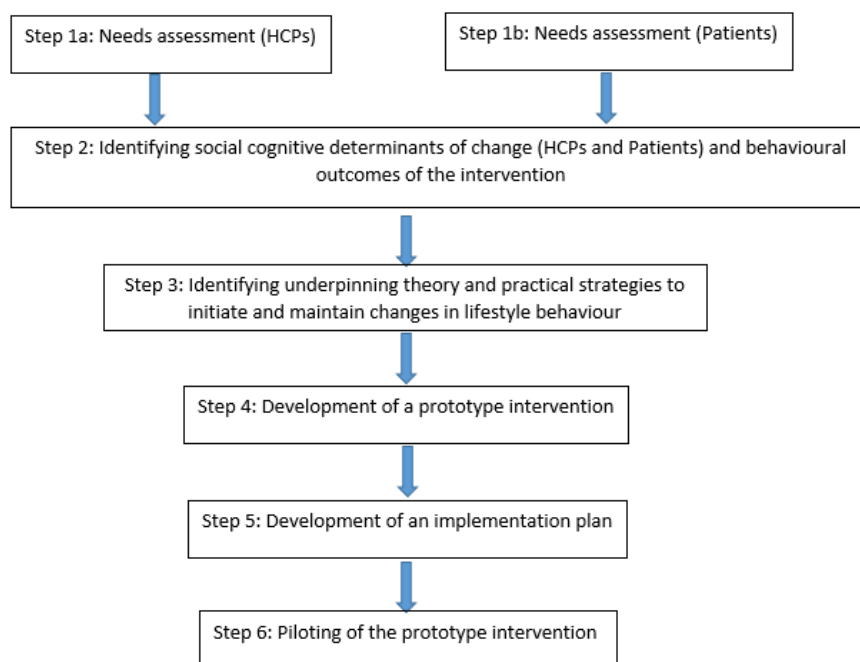 Step 1a: Needs assessment (HCPs)
Step 1b: Needs assessment (Patients)
Step 2: Identifying social cognitive determinants of change (HCPs and Patients) and behavioural
outcomes of the intervention
Step 3: Identifying underpinning theory and practical strategies to
initiate and maintain changes in lifestyle behaviour
Step 4: Development of a prototype intervention
Step 5: Development of an implementation plan
Step 6: Piloting of the prototype intervention